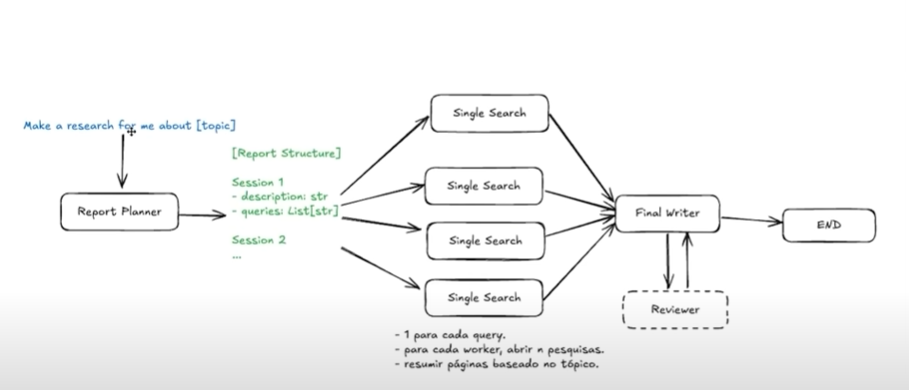 Make a research for me about [topic]
Report Planner
[Report Structure]
Session 1
- description: str
- queries: List[str]
Session 2
...
Single Search
Single Search
Single Search
Single Search
- 1 para cada query.
- para cada worker, abrir n pesquisas.
- resumir páginas baseado no tópico.
Final Writer
Reviewer
END